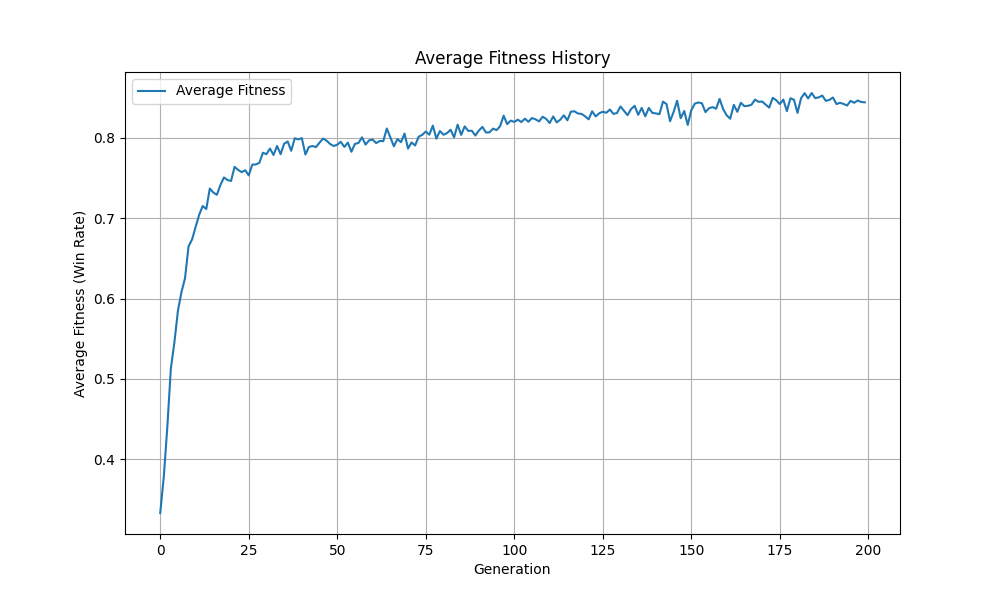 Average Fitness History
Average Fitness
Average Fitness (Win Rate)
0.8
0.7
0.6
0.5
0.4
0 25 50 75 100 125 150 175 200
Generation